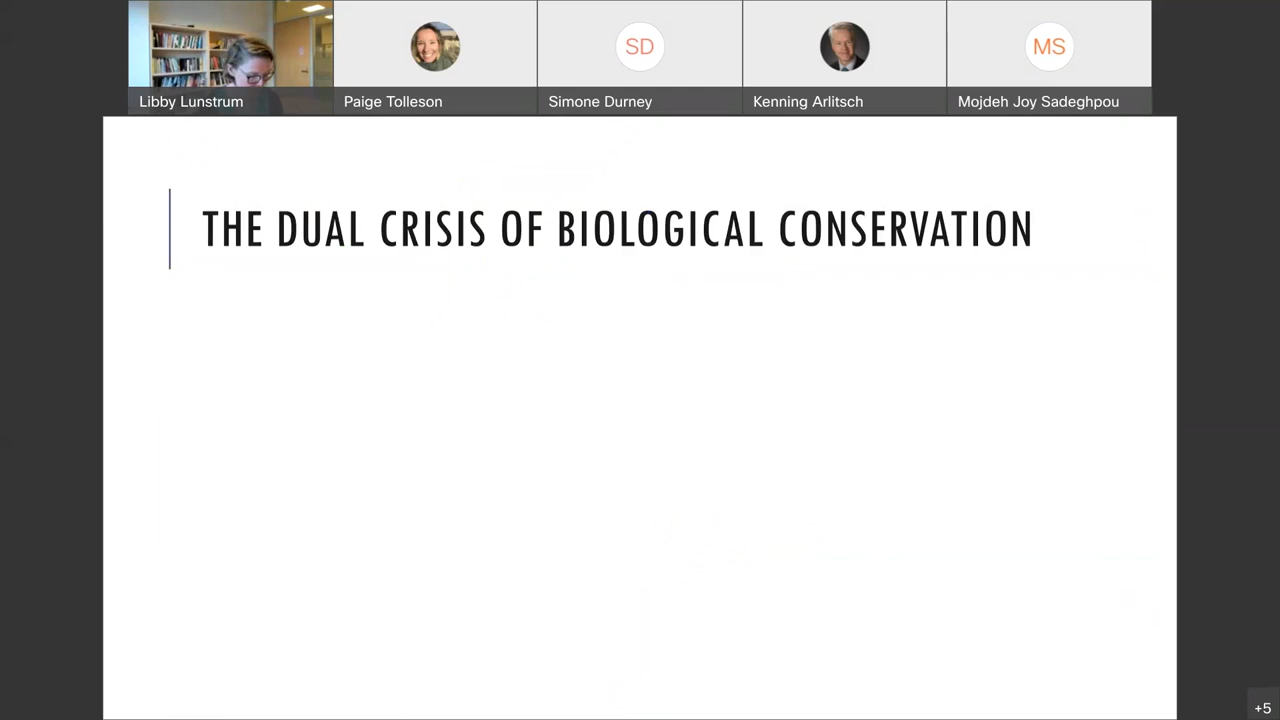 Libby Lunstrum
Paige Tolleson
SD
Simone Durney
Kenning Arlitsch
MS
Mojdeh Joy Sadeghpou
THE DUAL CRISIS OF BIOLOGICAL CONSERVATION
+5